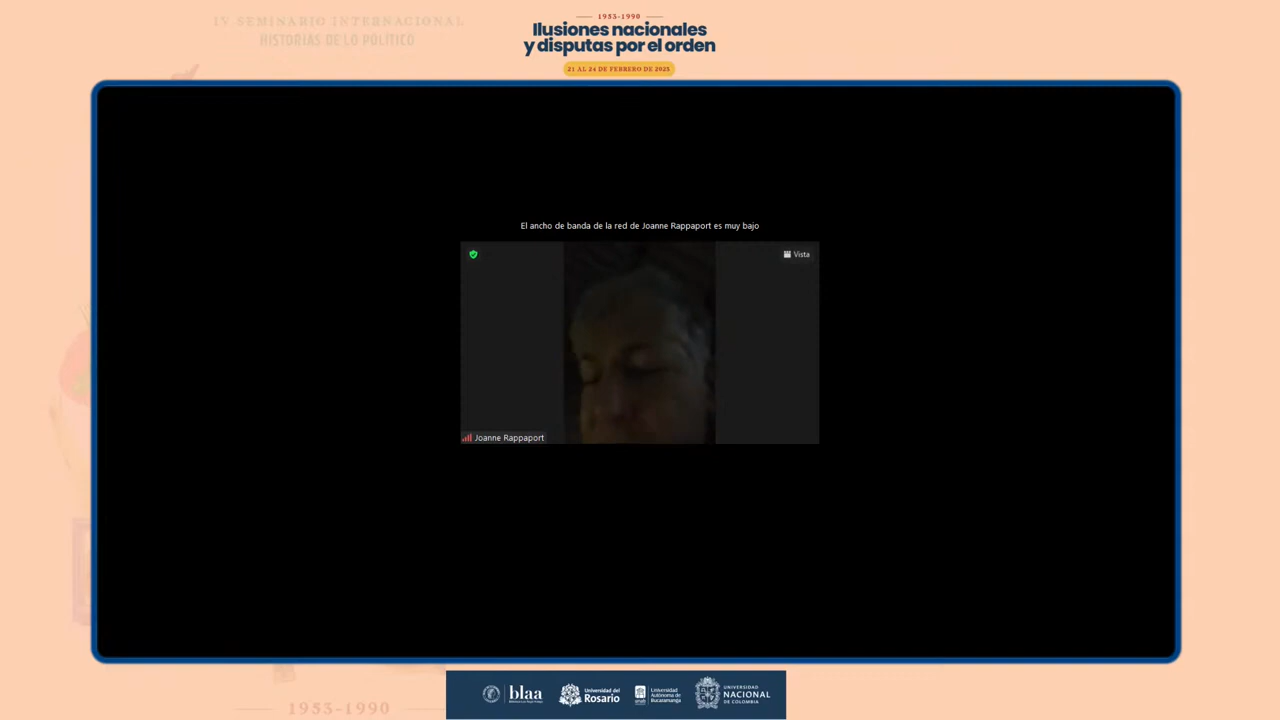 IV SEMINARIO INTERNACIONAL
HISTORIAS DE LO POLÍTICO
1953-1990
Ilusiones nacionales
y disputas por el orden
21 AL 24 DE FEBRERO DE 2023
El ancho de banda de la red de Joanne Rappaport es muy bajo
Vista
Joanne Rappaport
blaa
Universidad del
Rosario
unab
Universidad
Autónoma de
Bucaramanga
UNIVERSIDAD
NACIONAL
DE COLOMBIA
1953-1990